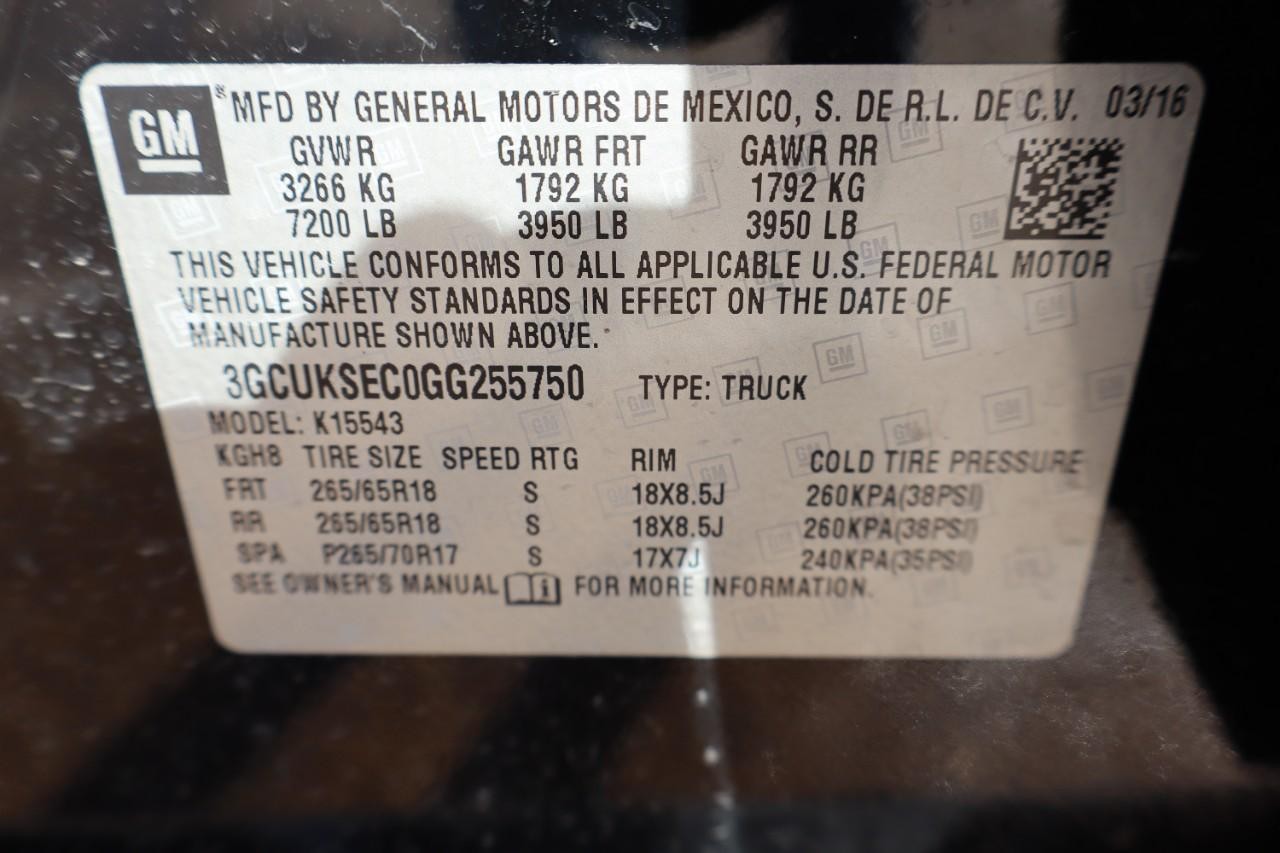 GM ® MFD BY GENERAL MOTORS DE MEXICO, S. DE R.L. DE C.V. 03/16
GVWR GAWR FRT GAWR RR
3266 KG 1792 KG 1792 KG
7200 LB 3950 LB 3950 LB
THIS VEHICLE CONFORMS TO ALL APPLICABLE U.S. FEDERAL MOTOR
VEHICLE SAFETY STANDARDS IN EFFECT ON THE DATE OF
MANUFACTURE SHOWN ABOVE.
3GCUKSEC0GG255750 TYPE: TRUCK
MODEL: K15543
KGH8 TIRE SIZE SPEED RTG RIM COLD TIRE PRESSURE
FRT 265/65R18 S 18X8.5J 260KPA(38PSI)
RR 265/65R18 S 18X8.5J 260KPA(38PSI)
SPA P265/70R17 S 17X7J 240KPA(35PSI)
SEE OWNER'S MANUAL FOR MORE INFORMATION.